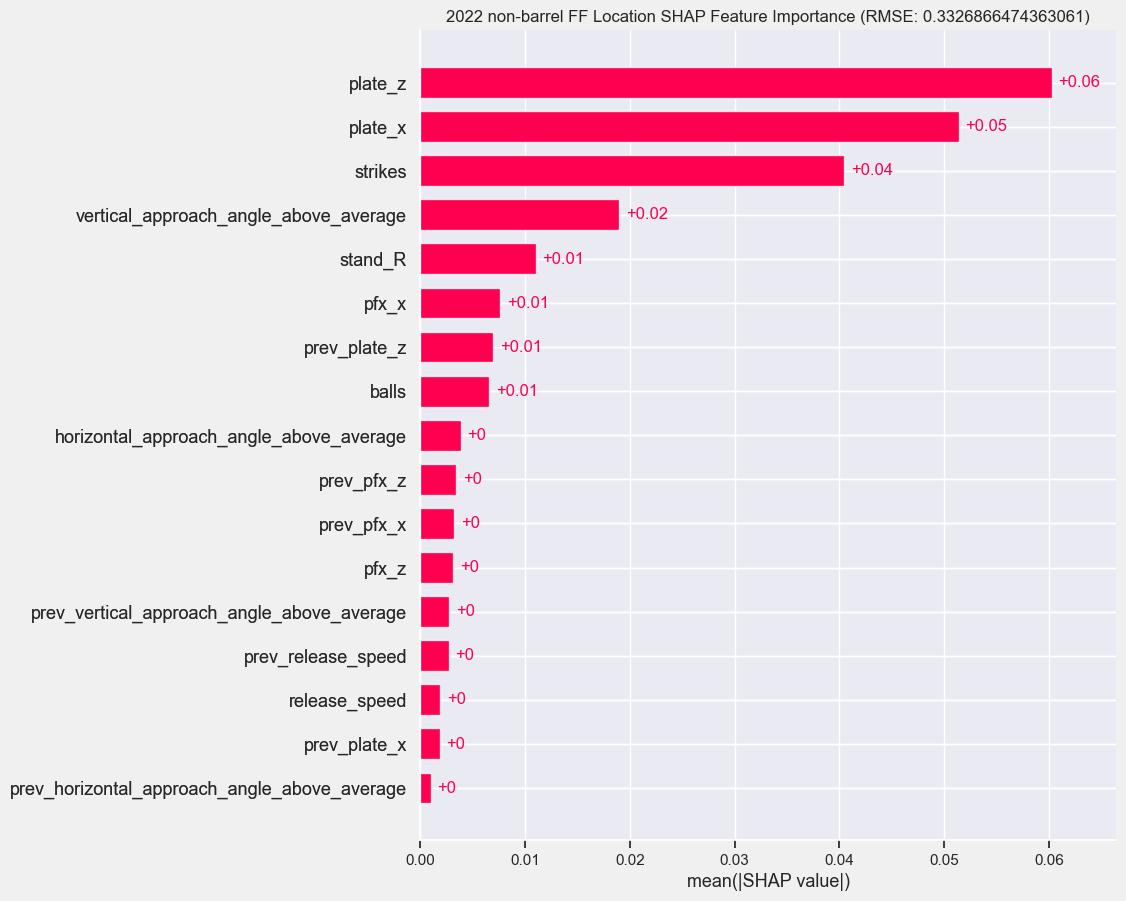 2022 non-barrel FF Location SHAP Feature Importance (RMSE: 0.3326866474363061)
plate_z +0.06
plate_x +0.05
strikes +0.04
vertical_approach_angle_above_average +0.02
stand_R +0.01
pfx_x +0.01
prev_plate_z +0.01
balls +0.01
horizontal_approach_angle_above_average +0
prev_pfx_z +0
prev_pfx_x +0
pfx_z +0
prev_vertical_approach_angle_above_average +0
prev_release_speed +0
release_speed +0
prev_plate_x +0
prev_horizontal_approach_angle_above_average +0
0.00 0.01 0.02 0.03 0.04 0.05 0.06
mean(|SHAP value|)